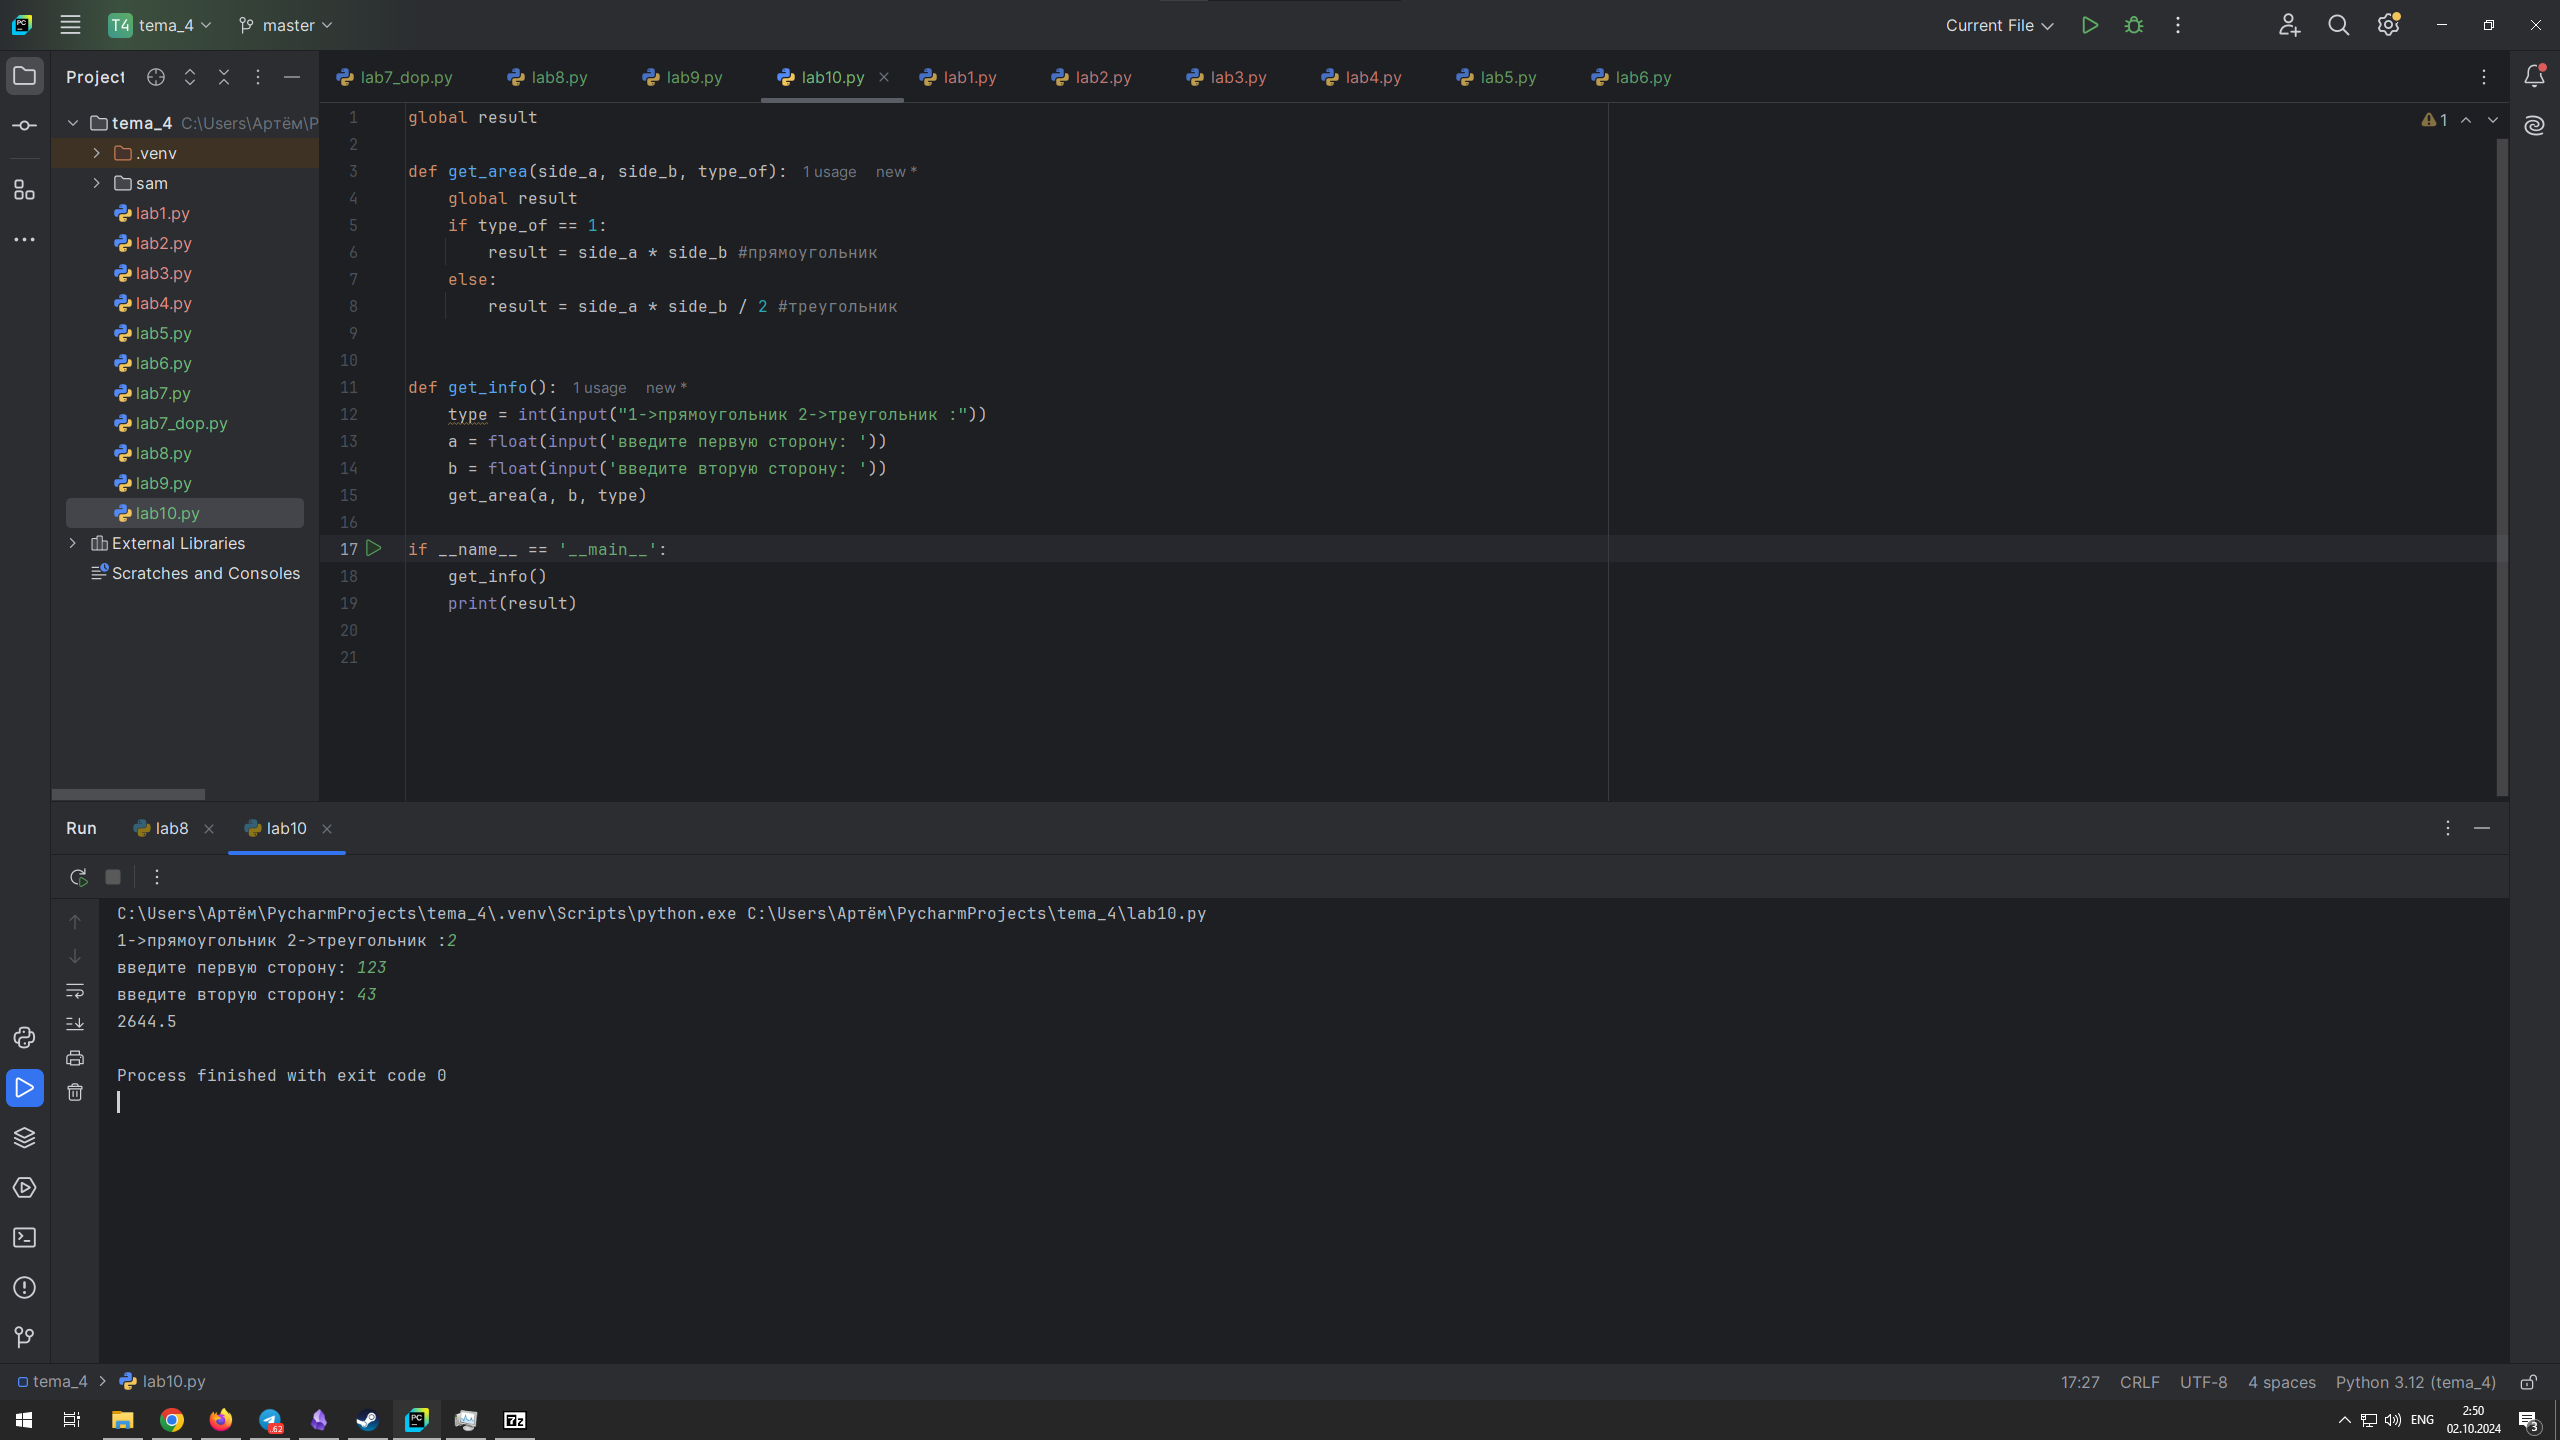 T4 tema_4 master Current File
Project
lab7_dop.py lab8.py lab9.py lab10.py lab1.py lab2.py lab3.py lab4.py lab5.py lab6.py
tema_4 C:\Users\Артём\P
.venv
sam
lab1.py
lab2.py
lab3.py
lab4.py
lab5.py
lab6.py
lab7.py
lab7_dop.py
lab8.py
lab9.py
lab10.py
External Libraries
Scratches and Consoles
1 global result
2
3 def get_area(side_a, side_b, type_of): 1 usage new *
4 global result
5 if type_of == 1:
6 result = side_a * side_b #прямоугольник
7 else:
8 result = side_a * side_b / 2 #треугольник
9
10
11 def get_info(): 1 usage new *
12 type = int(input("1->прямоугольник 2->треугольник :"))
13 a = float(input('введите первую сторону: '))
14 b = float(input('введите вторую сторону: '))
15 get_area(a, b, type)
16
17 if __name__ == '__main__':
18 get_info()
19 print(result)
20
21
1
Run lab8 lab10
C:\Users\Артём\PycharmProjects\tema_4\.venv\Scripts\python.exe C:\Users\Артём\PycharmProjects\tema_4\lab10.py
1->прямоугольник 2->треугольник :2
введите первую сторону: 123
введите вторую сторону: 43
2644.5
Process finished with exit code 0
tema_4 lab10.py 17:27 CRLF UTF-8 4 spaces Python 3.12 (tema_4)
PC 62 7z ENG 2:50
02.10.2024 3